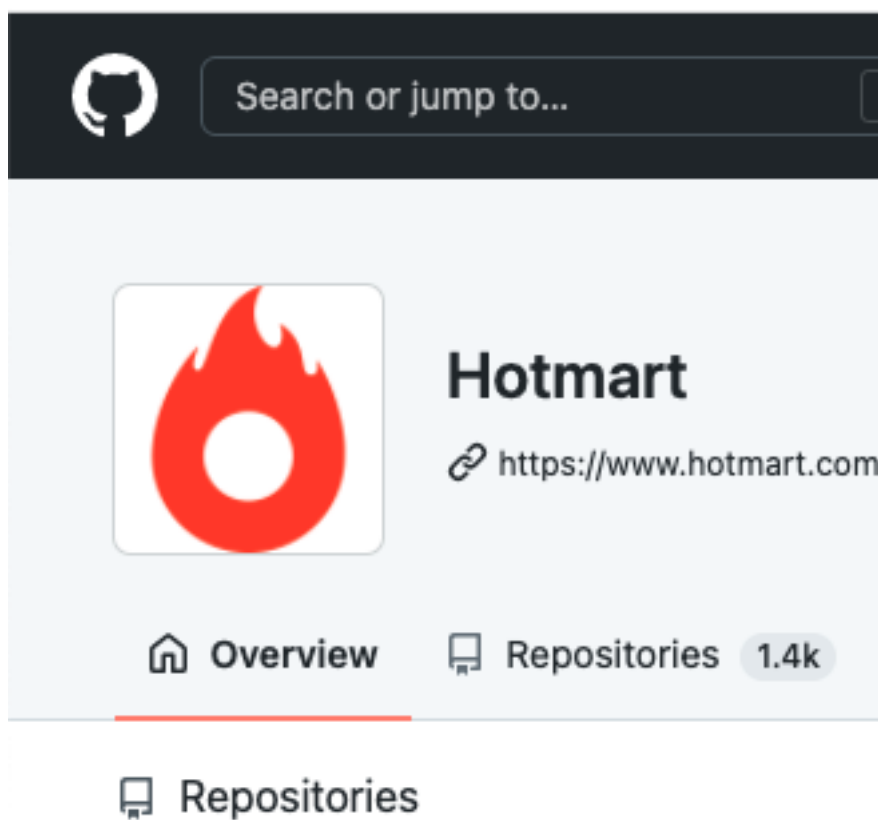 Search or jump to...
Hotmart
https://www.hotmart.com
Overview
Repositories 1.4k
Repositories